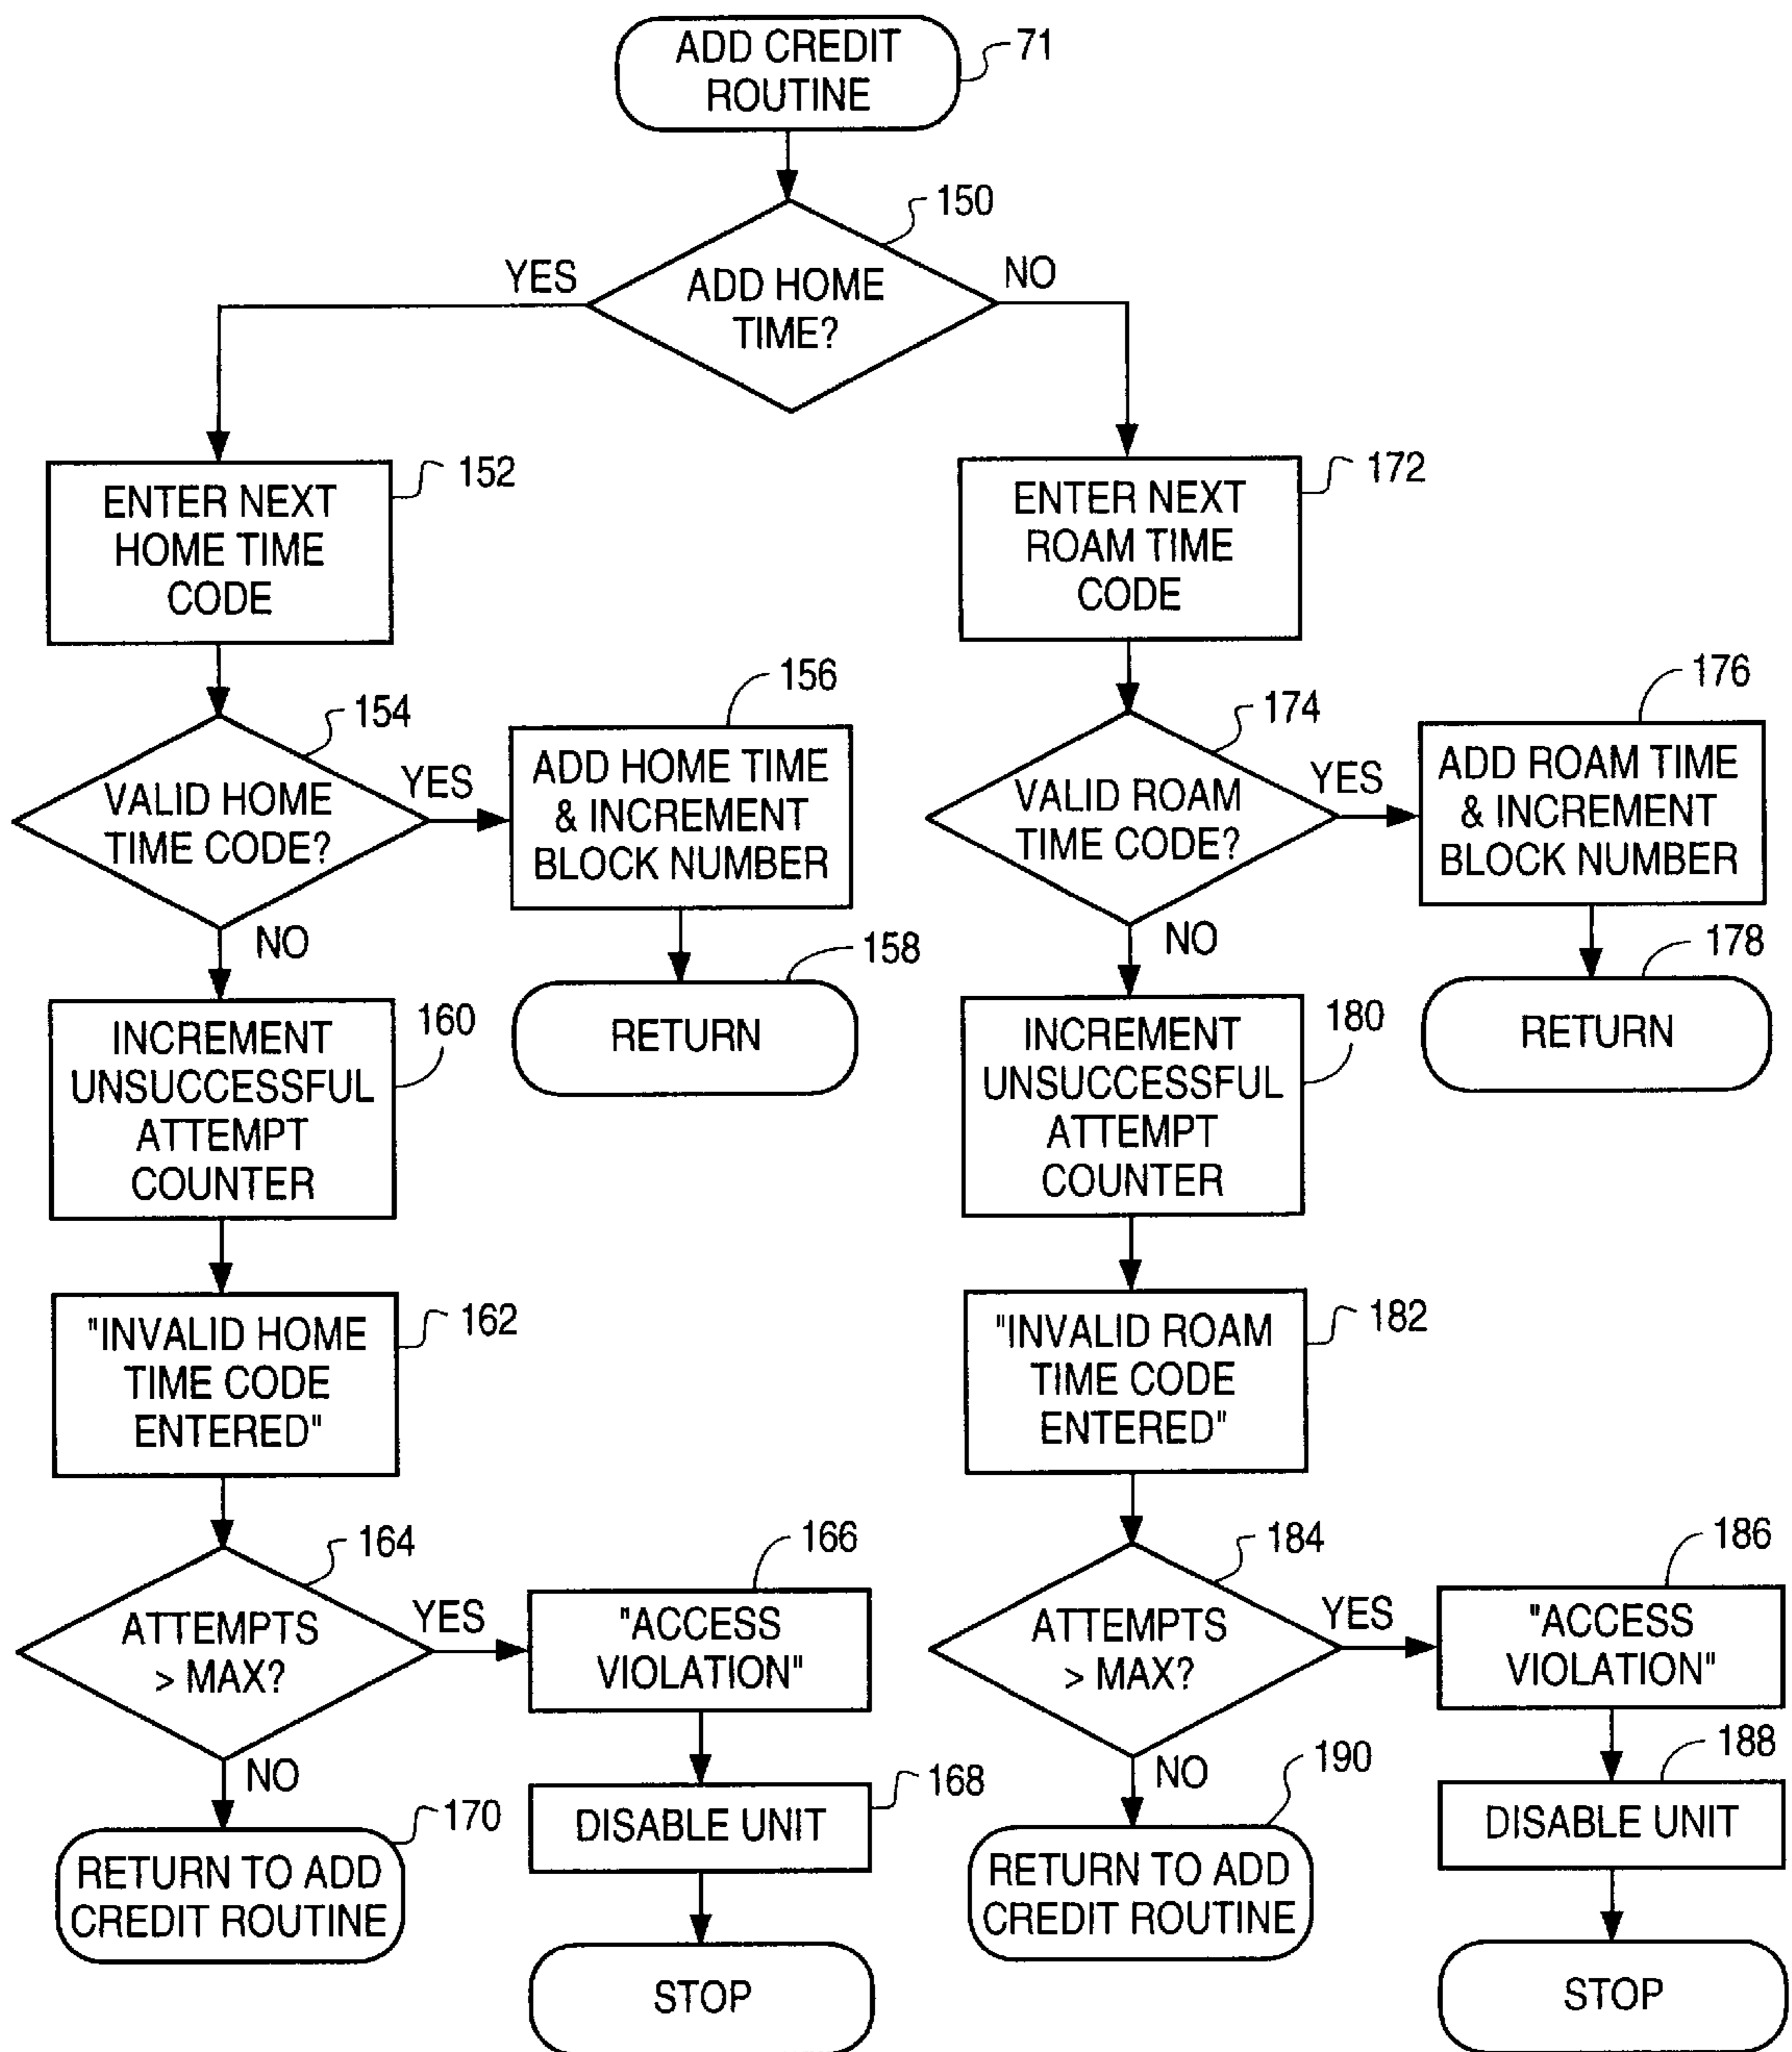 ADD CREDIT
ROUTINE
71
150
YES
NO
ADD HOME
TIME?
152
ENTER NEXT
HOME TIME
CODE
172
ENTER NEXT
ROAM TIME
CODE
154
VALID HOME
TIME CODE?
YES
NO
156
ADD HOME TIME
& INCREMENT
BLOCK NUMBER
158
RETURN
174
VALID ROAM
TIME CODE?
YES
NO
176
ADD ROAM TIME
& INCREMENT
BLOCK NUMBER
178
RETURN
160
INCREMENT
UNSUCCESSFUL
ATTEMPT
COUNTER
180
INCREMENT
UNSUCCESSFUL
ATTEMPT
COUNTER
162
"INVALID HOME
TIME CODE
ENTERED"
182
"INVALID ROAM
TIME CODE
ENTERED"
164
ATTEMPTS
> MAX?
YES
NO
166
"ACCESS
VIOLATION"
168
DISABLE UNIT
STOP
170
RETURN TO ADD
CREDIT ROUTINE
184
ATTEMPTS
> MAX?
YES
NO
186
"ACCESS
VIOLATION"
188
DISABLE UNIT
STOP
190
RETURN TO ADD
CREDIT ROUTINE